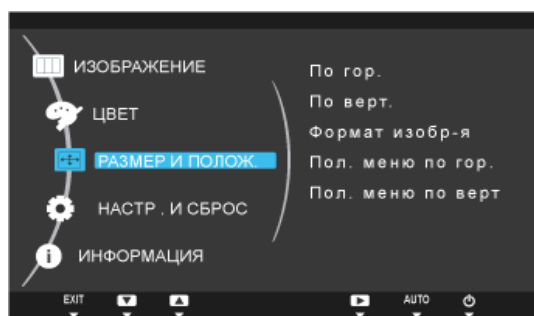 ИЗОБРАЖЕНИЕ
ЦВЕТ
РАЗМЕР И ПОЛОЖ.
НАСТР . И СБРОС
ИНФОРМАЦИЯ
По гор.
По верт.
Формат изобр-я
Пол. меню по гор.
Пол. меню по верт
EXIT
AUTO